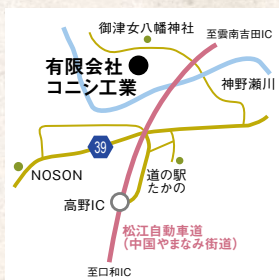 御津女八幡神社
至雲南吉田IC
有限会社
コニシ工業
神野瀬川
39
NOSON
道の駅
たかの
高野IC
松江自動車道
（中国やまなみ街道）
至口和IC